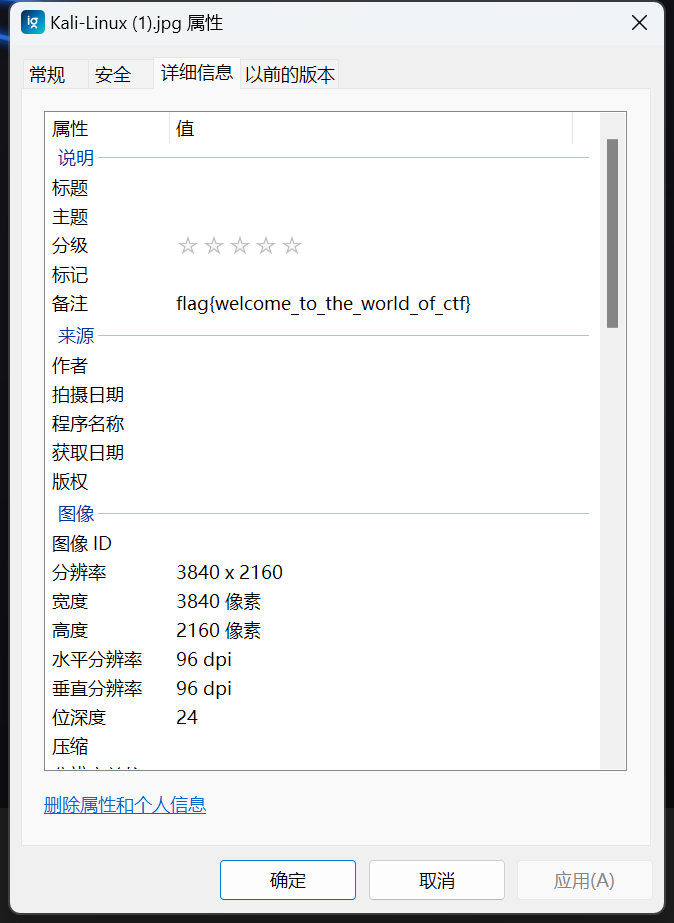 Kali-Linux (1).jpg 属性
常规 安全 详细信息 以前的版本
属性 值
说明
标题
主题
分级
标记
备注 flag{welcome_to_the_world_of_ctf}
来源
作者
拍摄日期
程序名称
获取日期
版权
图像
图像 ID
分辨率 3840 x 2160
宽度 3840 像素
高度 2160 像素
水平分辨率 96 dpi
垂直分辨率 96 dpi
位深度 24
压缩
删除属性和个人信息
确定 取消 应用(A)